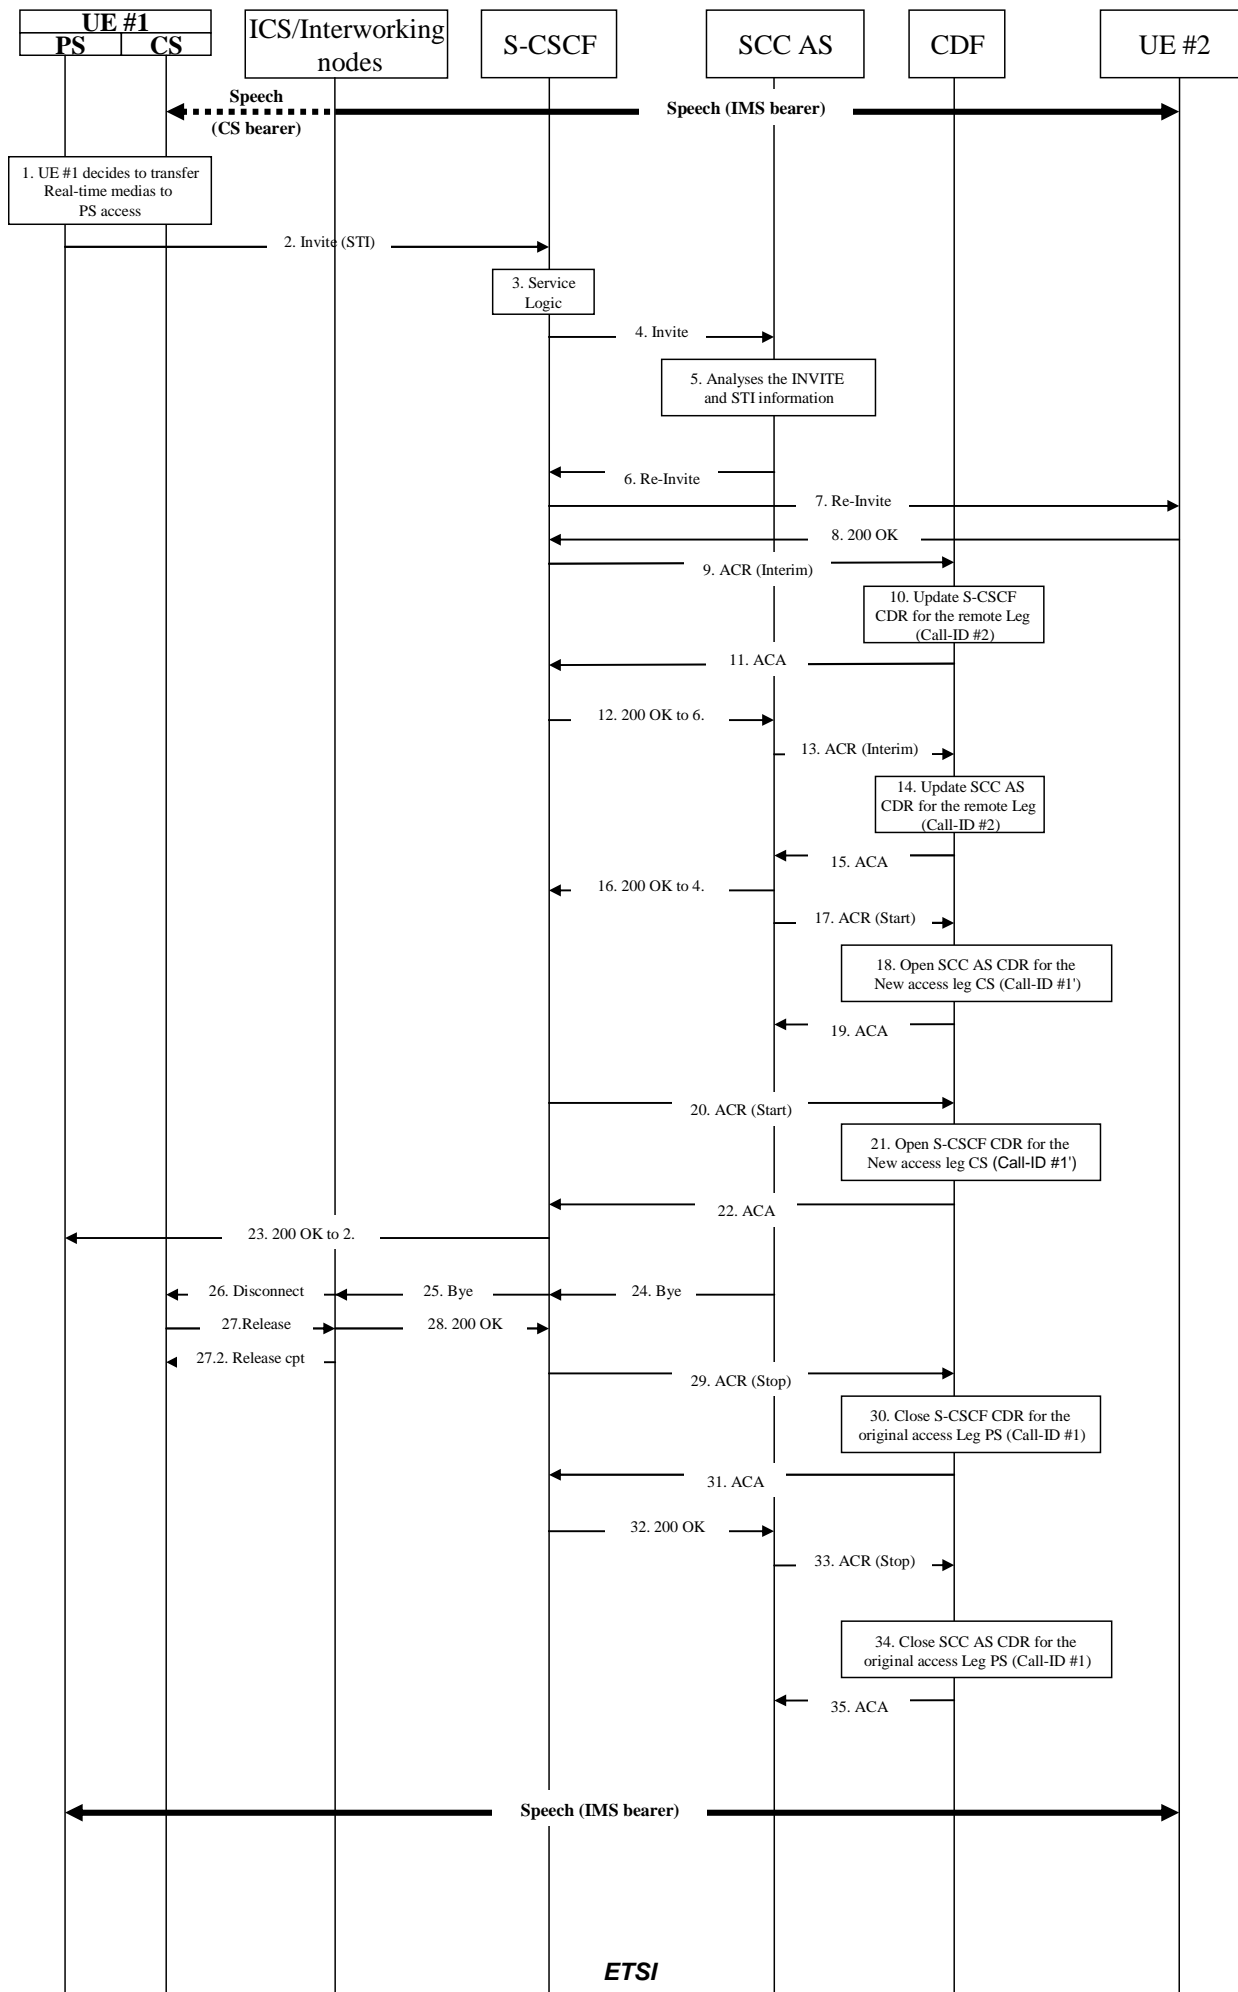 UE #1
PS CS
ICS/Interworking
nodes
S-CSCF
SCC AS
CDF
UE #2
Speech
(CS bearer)
Speech (IMS bearer)
1. UE #1 decides to transfer
Real-time medias to
PS access
2. Invite (STI)
3. Service
Logic
4. Invite
5. Analyses the INVITE
and STI information
6. Re-Invite
7. Re-Invite
8. 200 OK
9. ACR (Interim)
10. Update S-CSCF
CDR for the remote Leg
(Call-ID #2)
11. ACA
12. 200 OK to 6.
13. ACR (Interim)
14. Update SCC AS
CDR for the remote Leg
(Call-ID #2)
15. ACA
16. 200 OK to 4.
17. ACR (Start)
18. Open SCC AS CDR for the
New access leg CS (Call-ID #1')
19. ACA
20. ACR (Start)
21. Open S-CSCF CDR for the
New access leg CS (Call-ID #1')
22. ACA
23. 200 OK to 2.
26. Disconnect
25. Bye
24. Bye
27.Release
28. 200 OK
27.2. Release cpt
29. ACR (Stop)
30. Close S-CSCF CDR for the
original access Leg PS (Call-ID #1)
31. ACA
32. 200 OK
33. ACR (Stop)
34. Close SCC AS CDR for the
original access Leg PS (Call-ID #1)
35. ACA
Speech (IMS bearer)
ETSI